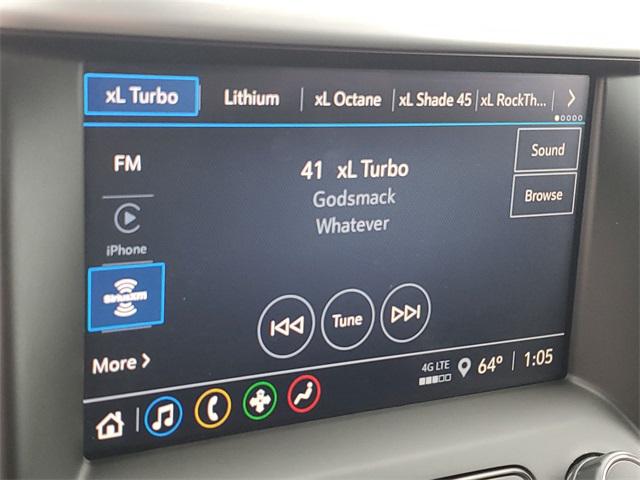 xL Turbo Lithium xL Octane xL Shade 45 xL RockTh... >
FM
41 xL Turbo
Sound
Godsmack
Browse
Whatever
iPhone
SiriusXM
Tune
More >
4G LTE 64° 1:05